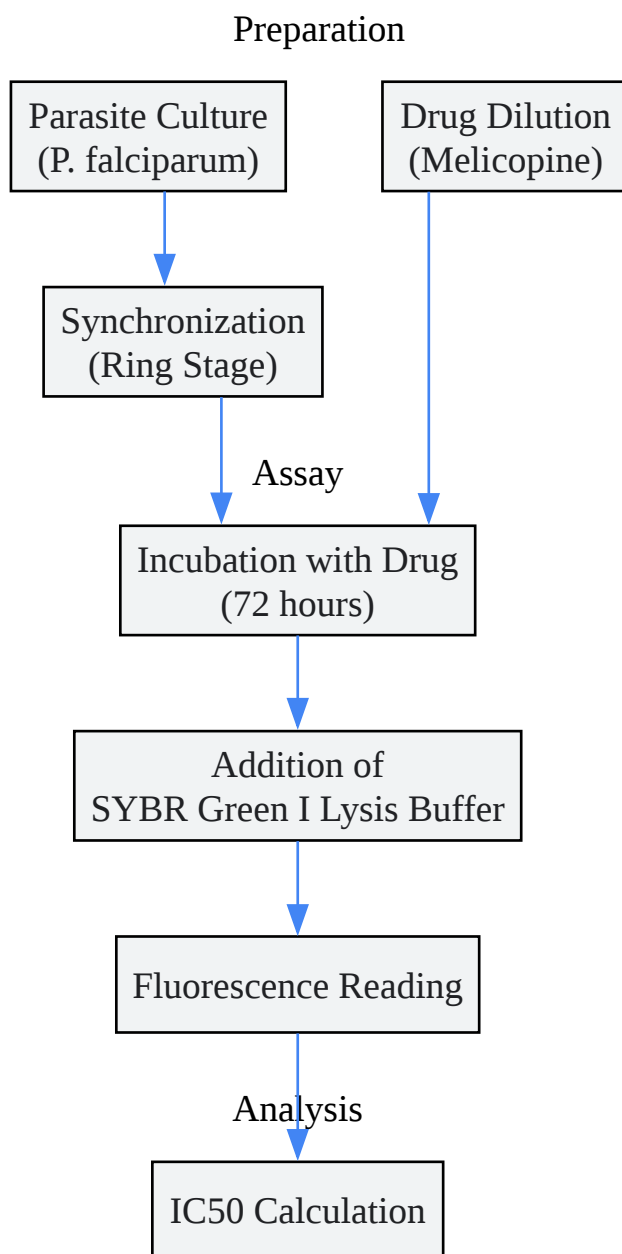 Preparation
Parasite Culture
(P. falciparum)
Drug Dilution
(Melicopine)
Synchronization
(Ring Stage)
Assay
Incubation with Drug
(72 hours)
Addition of
SYBR Green I Lysis Buffer
Fluorescence Reading
Analysis
IC50 Calculation